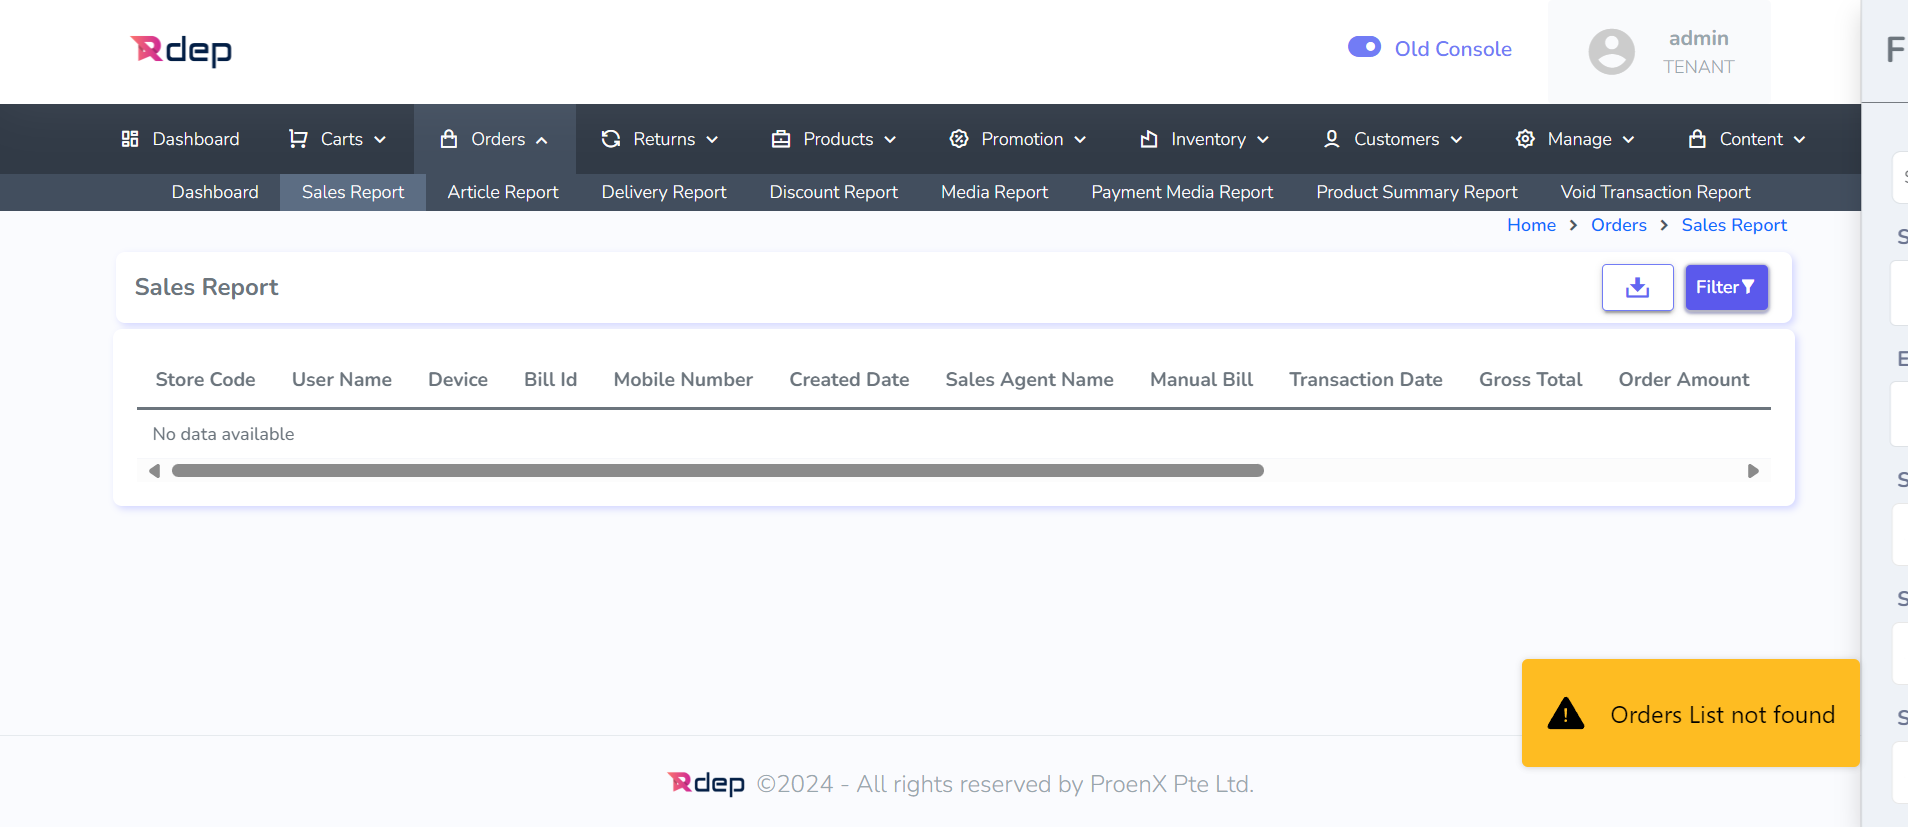 Rdep
Old Console
admin
TENANT
F
Dashboard Carts Orders Returns Products Promotion Inventory Customers Manage Content
Dashboard Sales Report Article Report Delivery Report Discount Report Media Report Payment Media Report Product Summary Report Void Transaction Report
Home > Orders > Sales Report
Sales Report
Filter
Store Code User Name Device Bill Id Mobile Number Created Date Sales Agent Name Manual Bill Transaction Date Gross Total Order Amount
No data available
Orders List not found
Rdep ©2024 - All rights reserved by ProenX Pte Ltd.